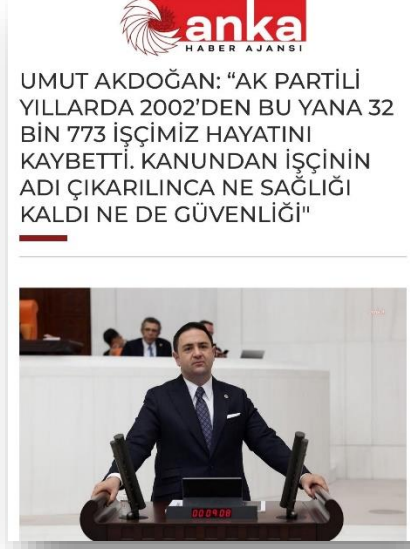 anka
HABER AJANSI
UMUT AKDOĞAN: “AK PARTİLİ
YILLARDA 2002’DEN BU YANA 32
BİN 773 İŞÇİMİZ HAYATINI
KAYBETTİ. KANUNDAN İŞÇİNİN
ADI ÇIKARILINCA NE SAĞLIĞI
KALDI NE DE GÜVENLİĞİ"
00:04:08